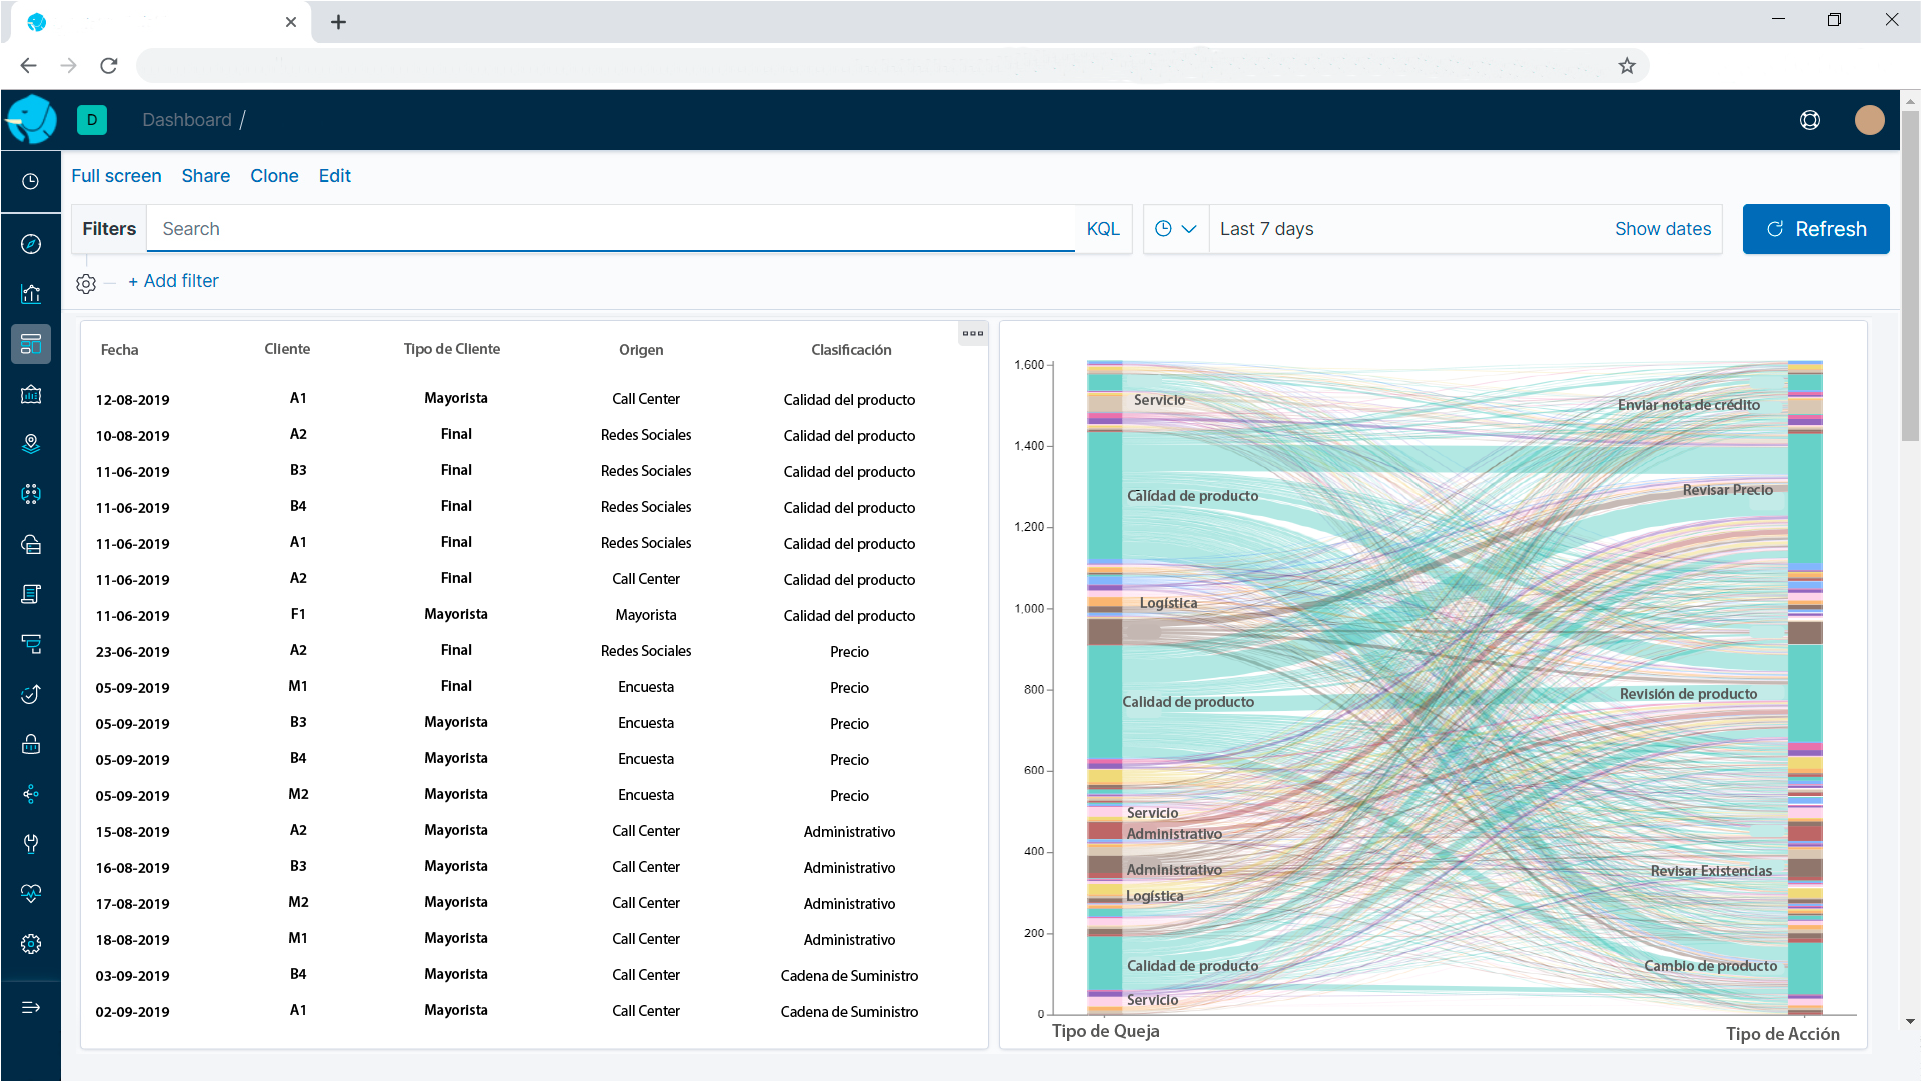 D Dashboard /
Full screen Share Clone Edit
Filters Search KQL Last 7 days Show dates Refresh
+ Add filter
Fecha Cliente Tipo de Cliente Origen Clasificación
12-08-2019 A1 Mayorista Call Center Calidad del producto
10-08-2019 A2 Final Redes Sociales Calidad del producto
11-06-2019 B3 Final Redes Sociales Calidad del producto
11-06-2019 B4 Final Redes Sociales Calidad del producto
11-06-2019 A1 Final Redes Sociales Calidad del producto
11-06-2019 A2 Final Call Center Calidad del producto
11-06-2019 F1 Mayorista Mayorista Calidad del producto
23-06-2019 A2 Final Redes Sociales Precio
05-09-2019 M1 Final Encuesta Precio
05-09-2019 B3 Mayorista Encuesta Precio
05-09-2019 B4 Mayorista Encuesta Precio
05-09-2019 M2 Mayorista Encuesta Precio
15-08-2019 A2 Mayorista Call Center Administrativo
16-08-2019 B3 Mayorista Call Center Administrativo
17-08-2019 M2 Mayorista Call Center Administrativo
18-08-2019 M1 Mayorista Call Center Administrativo
03-09-2019 B4 Mayorista Call Center Cadena de Suministro
02-09-2019 A1 Mayorista Call Center Cadena de Suministro
1,600
Servicio Enviar nota de crédito
1,400
Calidad de producto Revisar Precio
1,200
1,000 Logística
800
Calidad de producto Revisión de producto
600
Servicio
Administrativo
400
Administrativo Revisar Existencias
Logística
200
Calidad de producto Cambio de producto
Servicio
0
Tipo de Queja Tipo de Acción